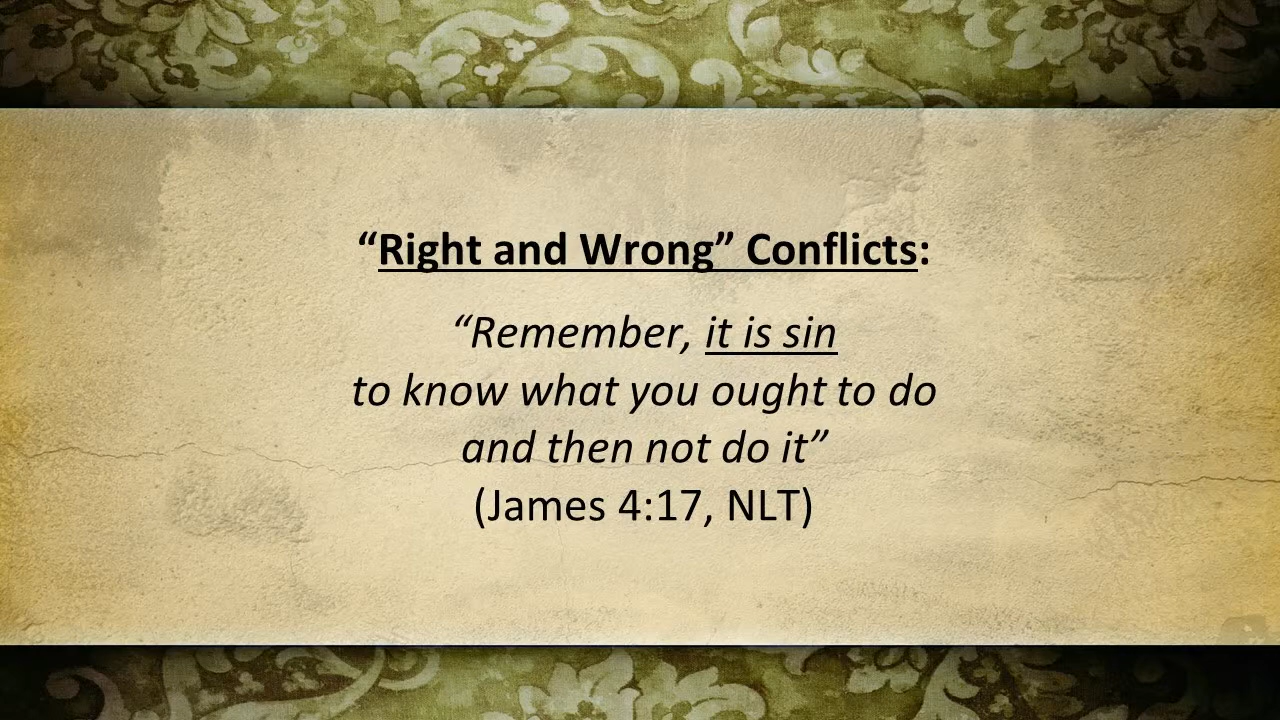 “Right and Wrong” Conflicts:
“Remember, it is sin
to know what you ought to do
and then not do it”
(James 4:17, NLT)